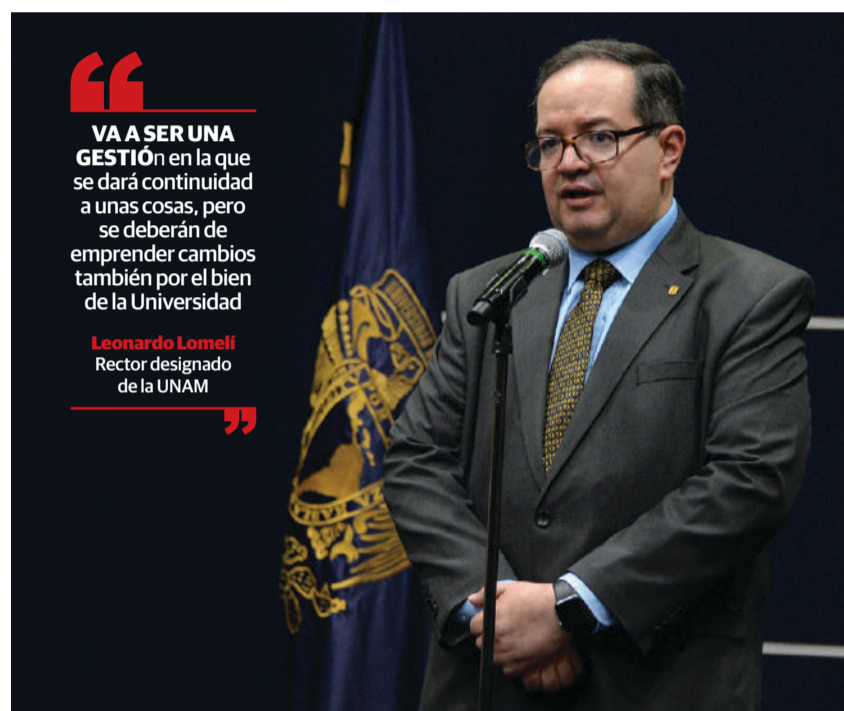 VA A SER UNA
GESTIÓn en la que
se dará continuidad
a unas cosas, pero
se deberán de
emprender cambios
también por el bien
de la Universidad
Leonardo Lomelí
Rector designado
de la UNAM